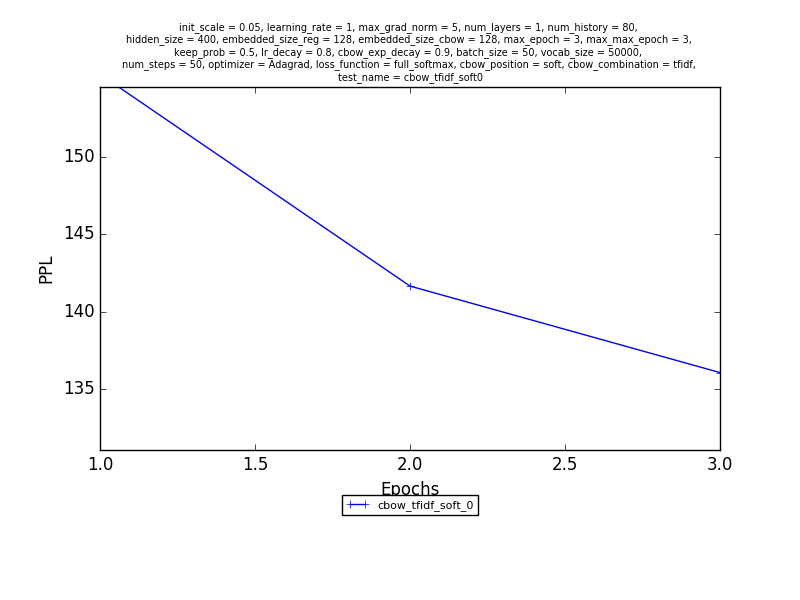 init_scale = 0.05, learning_rate = 1, max_grad_norm = 5, num_layers = 1, num_history = 80,
hidden_size = 400, embedded_size_reg = 128, embedded_size_cbow = 128, max_epoch = 3, max_max_epoch = 3,
keep_prob = 0.5, lr_decay = 0.8, cbow_exp_decay = 0.9, batch_size = 50, vocab_size = 50000,
num_steps = 50, optimizer = Adagrad, loss_function = full_softmax, cbow_position = soft, cbow_combination = tfidf,
test_name = cbow_tfidf_soft0
150
145
PPL
140
135
1.0 1.5 2.0 2.5 3.0
Epochs
cbow_tfidf_soft_0